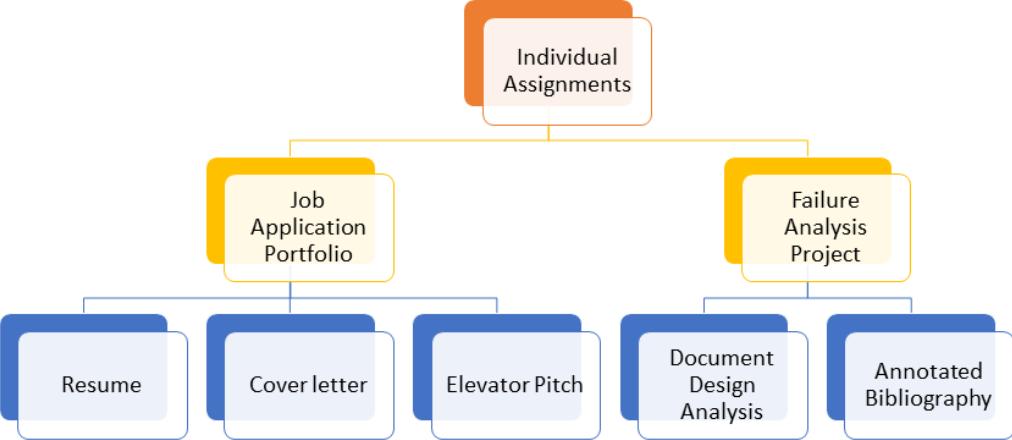 Individual
Assignments
Job
Application
Portfolio
Failure
Analysis
Project
Resume
Cover letter
Elevator Pitch
Document
Design
Analysis
Annotated
Bibliography